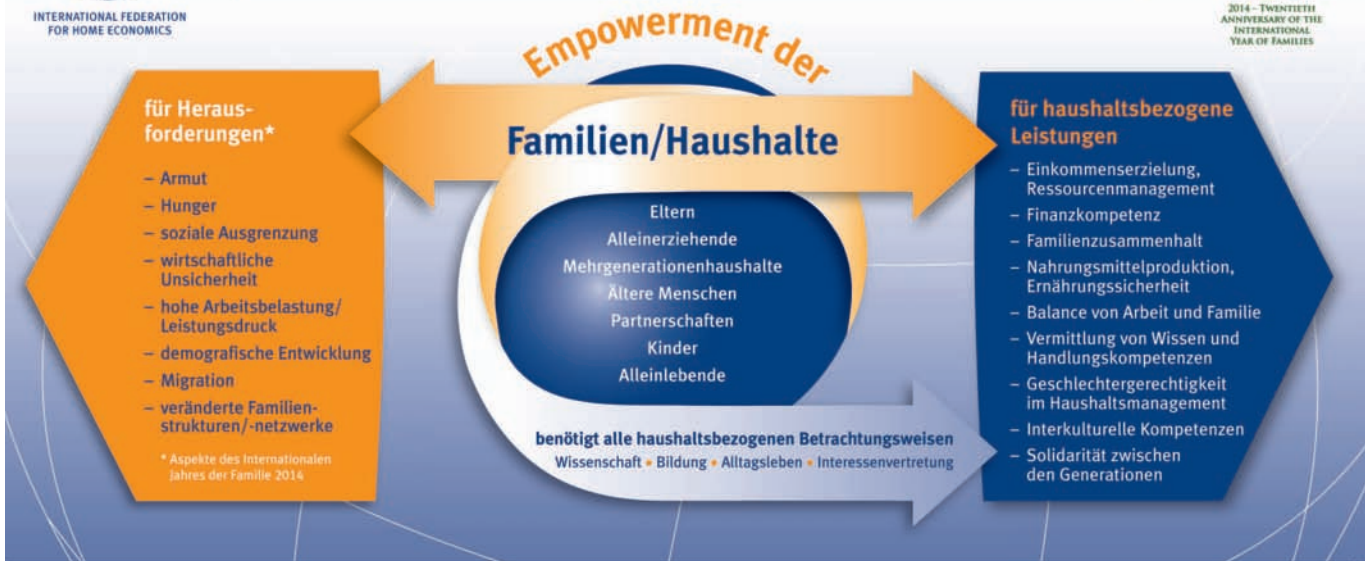 INTERNATIONAL FEDERATION
FOR HOME ECONOMICS
2014 - TWENTIETH
ANNIVERSARY OF THE
INTERNATIONAL
YEAR OF FAMILIES
Empowerment der
Familien/Haushalte
für Heraus-
forderungen*
– Armut
– Hunger
– soziale Ausgrenzung
– wirtschaftliche
Unsicherheit
– hohe Arbeitsbelastung/
Leistungsdruck
– demografische Entwicklung
– Migration
– veränderte Familien-
strukturen/-netzwerke
* Aspekte des Internationalen
Jahres der Familie 2014
Eltern
Alleinerziehende
Mehrgenerationenhaushalte
Ältere Menschen
Partnerschaften
Kinder
Alleinlebende
benötigt alle haushaltsbezogenen Betrachtungsweisen
Wissenschaft • Bildung • Alltagsleben • Interessenvertretung
für haushaltsbezogene
Leistungen
– Einkommenserzielung,
Ressourcenmanagement
– Finanzkompetenz
– Familienzusammenhalt
– Nahrungsmittelproduktion,
Ernährungssicherheit
– Balance von Arbeit und Familie
– Vermittlung von Wissen und
Handlungskompetenzen
– Geschlechtergerechtigkeit
im Haushaltsmanagement
– Interkulturelle Kompetenzen
– Solidarität zwischen
den Generationen